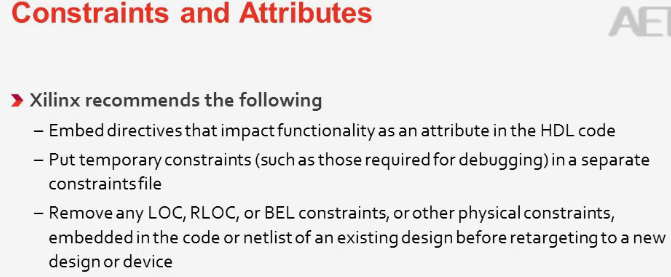 Constraints and Attributes
AE
Xilinx recommends the following
– Embed directives that impact functionality as an attribute in the HDL code
– Put temporary constraints (such as those required for debugging) in a separate
constraints file
– Remove any LOC, RLOC, or BEL constraints, or other physical constraints,
embedded in the code or netlist of an existing design before retargeting to a new
design or device